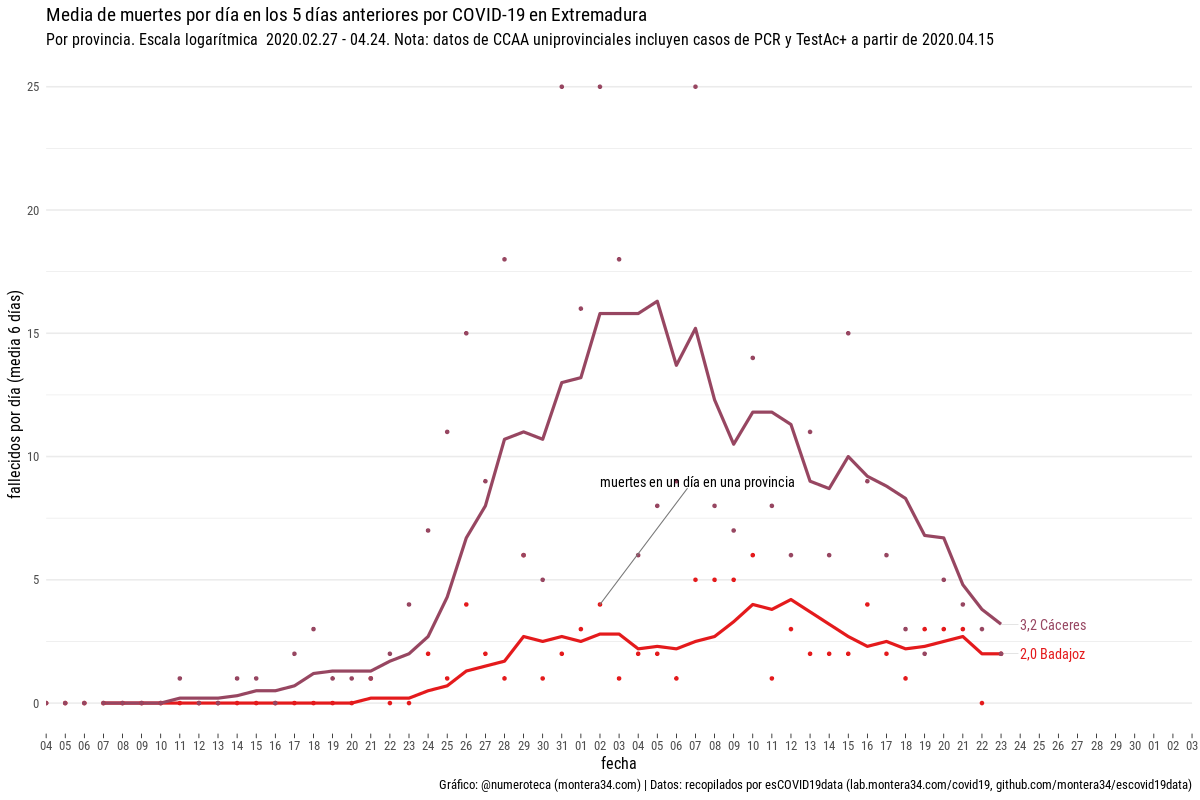 Media de muertes por día en los 5 días anteriores por COVID-19 en Extremadura
Por provincia. Escala logarítmica  2020.02.27 - 04.24. Nota: datos de CCAA uniprovinciales incluyen casos de PCR y TestAc+ a partir de 2020.04.15
fallecidos por día (media 6 días)
25
20
15
10
5
0
muertes en un día en una provincia
3,2 Cáceres
2,0 Badajoz
04 05 06 07 08 09 10 11 12 13 14 15 16 17 18 19 20 21 22 23 24 25 26 27 28 29 30 31 01 02 03 04 05 06 07 08 09 10 11 12 13 14 15 16 17 18 19 20 21 22 23 24 25 26 27 28 29 30 01 02 03
fecha
Gráfico: @numeroteca (montera34.com) | Datos: recopilados por esCOVID19data (lab.montera34.com/covid19, github.com/montera34/escovid19data)